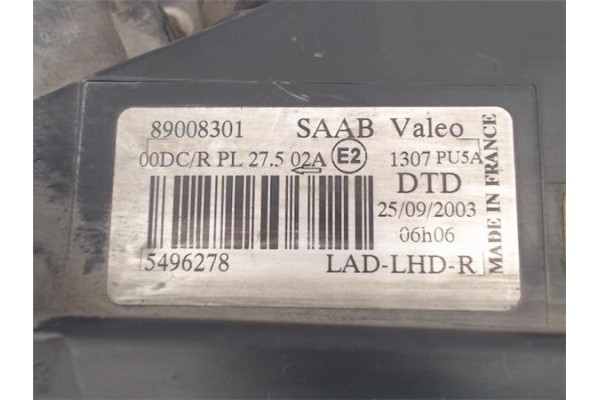 89008301 SAAB Valeo
00DC/R PL 27.5 02A E2 1307 PU5A
DTD
25/09/2003
06h06
5496278 LAD-LHD-R
MADE IN FRANCE